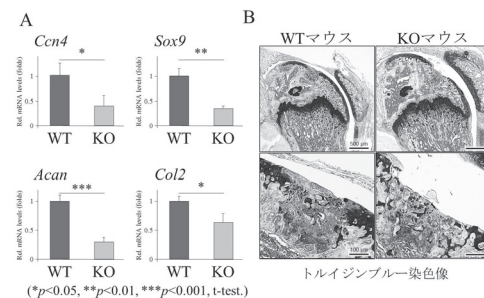 A
B
Ccn4
Sox9
WTマウス
KOマウス
*
**
Rel. mRNA levels (folds)
1
0.5
0
WT KO
Rel. mRNA levels (folds)
1
0.5
0
WT KO
500 μm
Acan
Col2
***
*
Rel. mRNA levels (folds)
1
0.5
0
WT KO
Rel. mRNA levels (folds)
1
0.5
0
WT KO
100 μm
トルイジンブルー染色像
(*p<0.05, **p<0.01, ***p<0.001, t-test.)